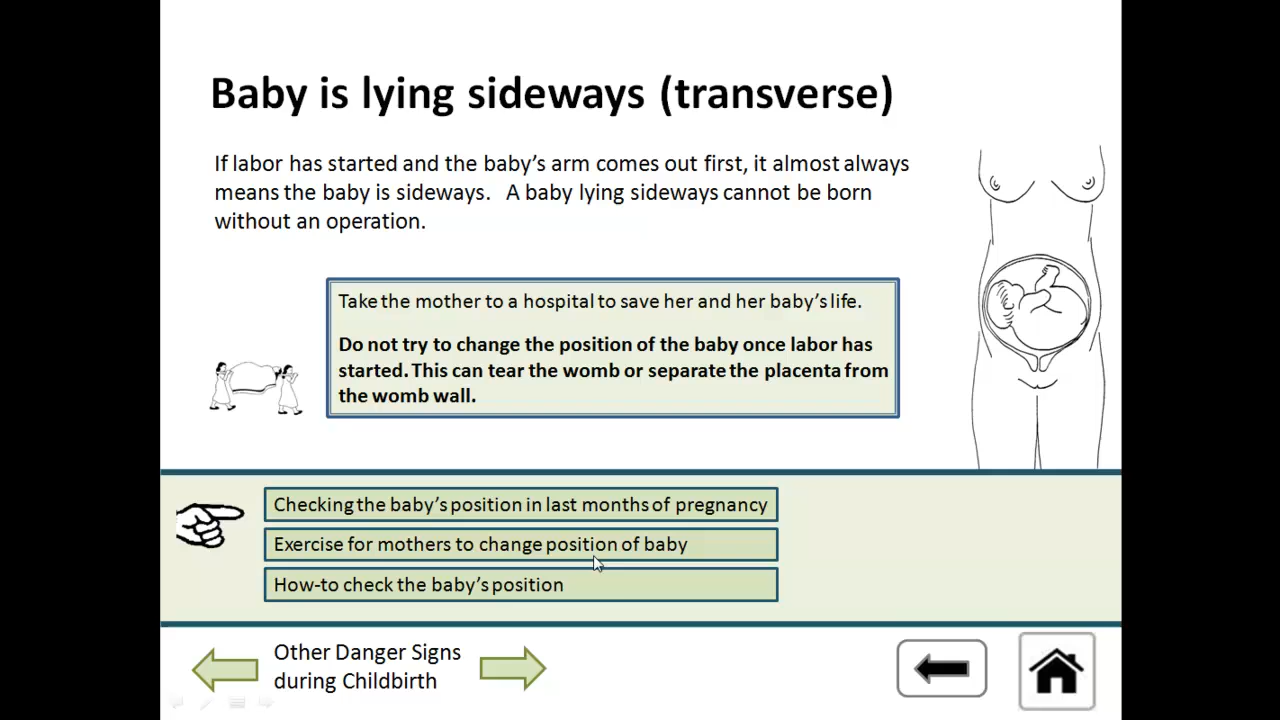 Baby is lying sideways (transverse)
If labor has started and the baby's arm comes out first, it almost always
means the baby is sideways.   A baby lying sideways cannot be born
without an operation.
Take the mother to a hospital to save her and her baby's life.
Do not try to change the position of the baby once labor has
started. This can tear the womb or separate the placenta from
the womb wall.
Checking the baby's position in last months of pregnancy
Exercise for mothers to change position of baby
How-to check the baby's position
Other Danger Signs
during Childbirth